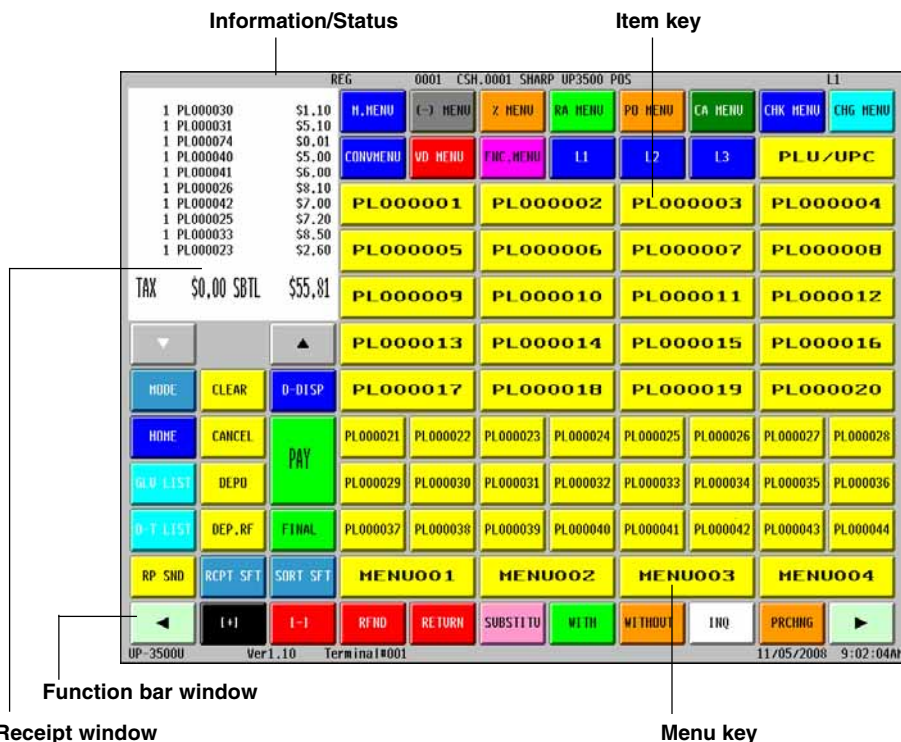 Information/Status Item key
REG 0001 CSH.0001 SHARP UP3500 POS L1
1 PL000030 $1.10
1 PL000031 $5.10
1 PL000074 $0.01
1 PL000040 $5.00
1 PL000041 $6.00
1 PL000026 $8.10
1 PL000042 $7.00
1 PL000025 $7.20
1 PL000033 $8.50
1 PL000023 $2.60
TAX $0,00 SBTL $55,81
M.MENU (-) MENU % MENU RA MENU PO MENU CA MENU CHK MENU CHG MENU
CONVMENU VD MENU FNC.MENU L1 L2 L3 PLU/UPC
PL000001 PL000002 PL000003 PL000004
PL000005 PL000006 PL000007 PL000008
PL000009 PL000010 PL000011 PL000012
▼ ▲ PL000013 PL000014 PL000015 PL000016
MODE CLEAR D-DISP PL000017 PL000018 PL000019 PL000020
HOME CANCEL PAY PL000021 PL000022 PL000023 PL000024 PL000025 PL000026 PL000027 PL000028
GLU LIST DEPO PL000029 PL000030 PL000031 PL000032 PL000033 PL000034 PL000035 PL000036
D-T LIST DEP.RF FINAL PL000037 PL000038 PL000039 PL000040 PL000041 PL000042 PL000043 PL000044
RP SND RCPT SFT SORT SFT MENU001 MENU002 MENU003 MENU004
◀ [+] [-] RFND RETURN SUBSTITU WITH WITHOUT INQ PRCHNG ▶
UP-3500U Ver1.10 Terminal#001 11/05/2008 9:02:04AM
Function bar window
Receipt window Menu key